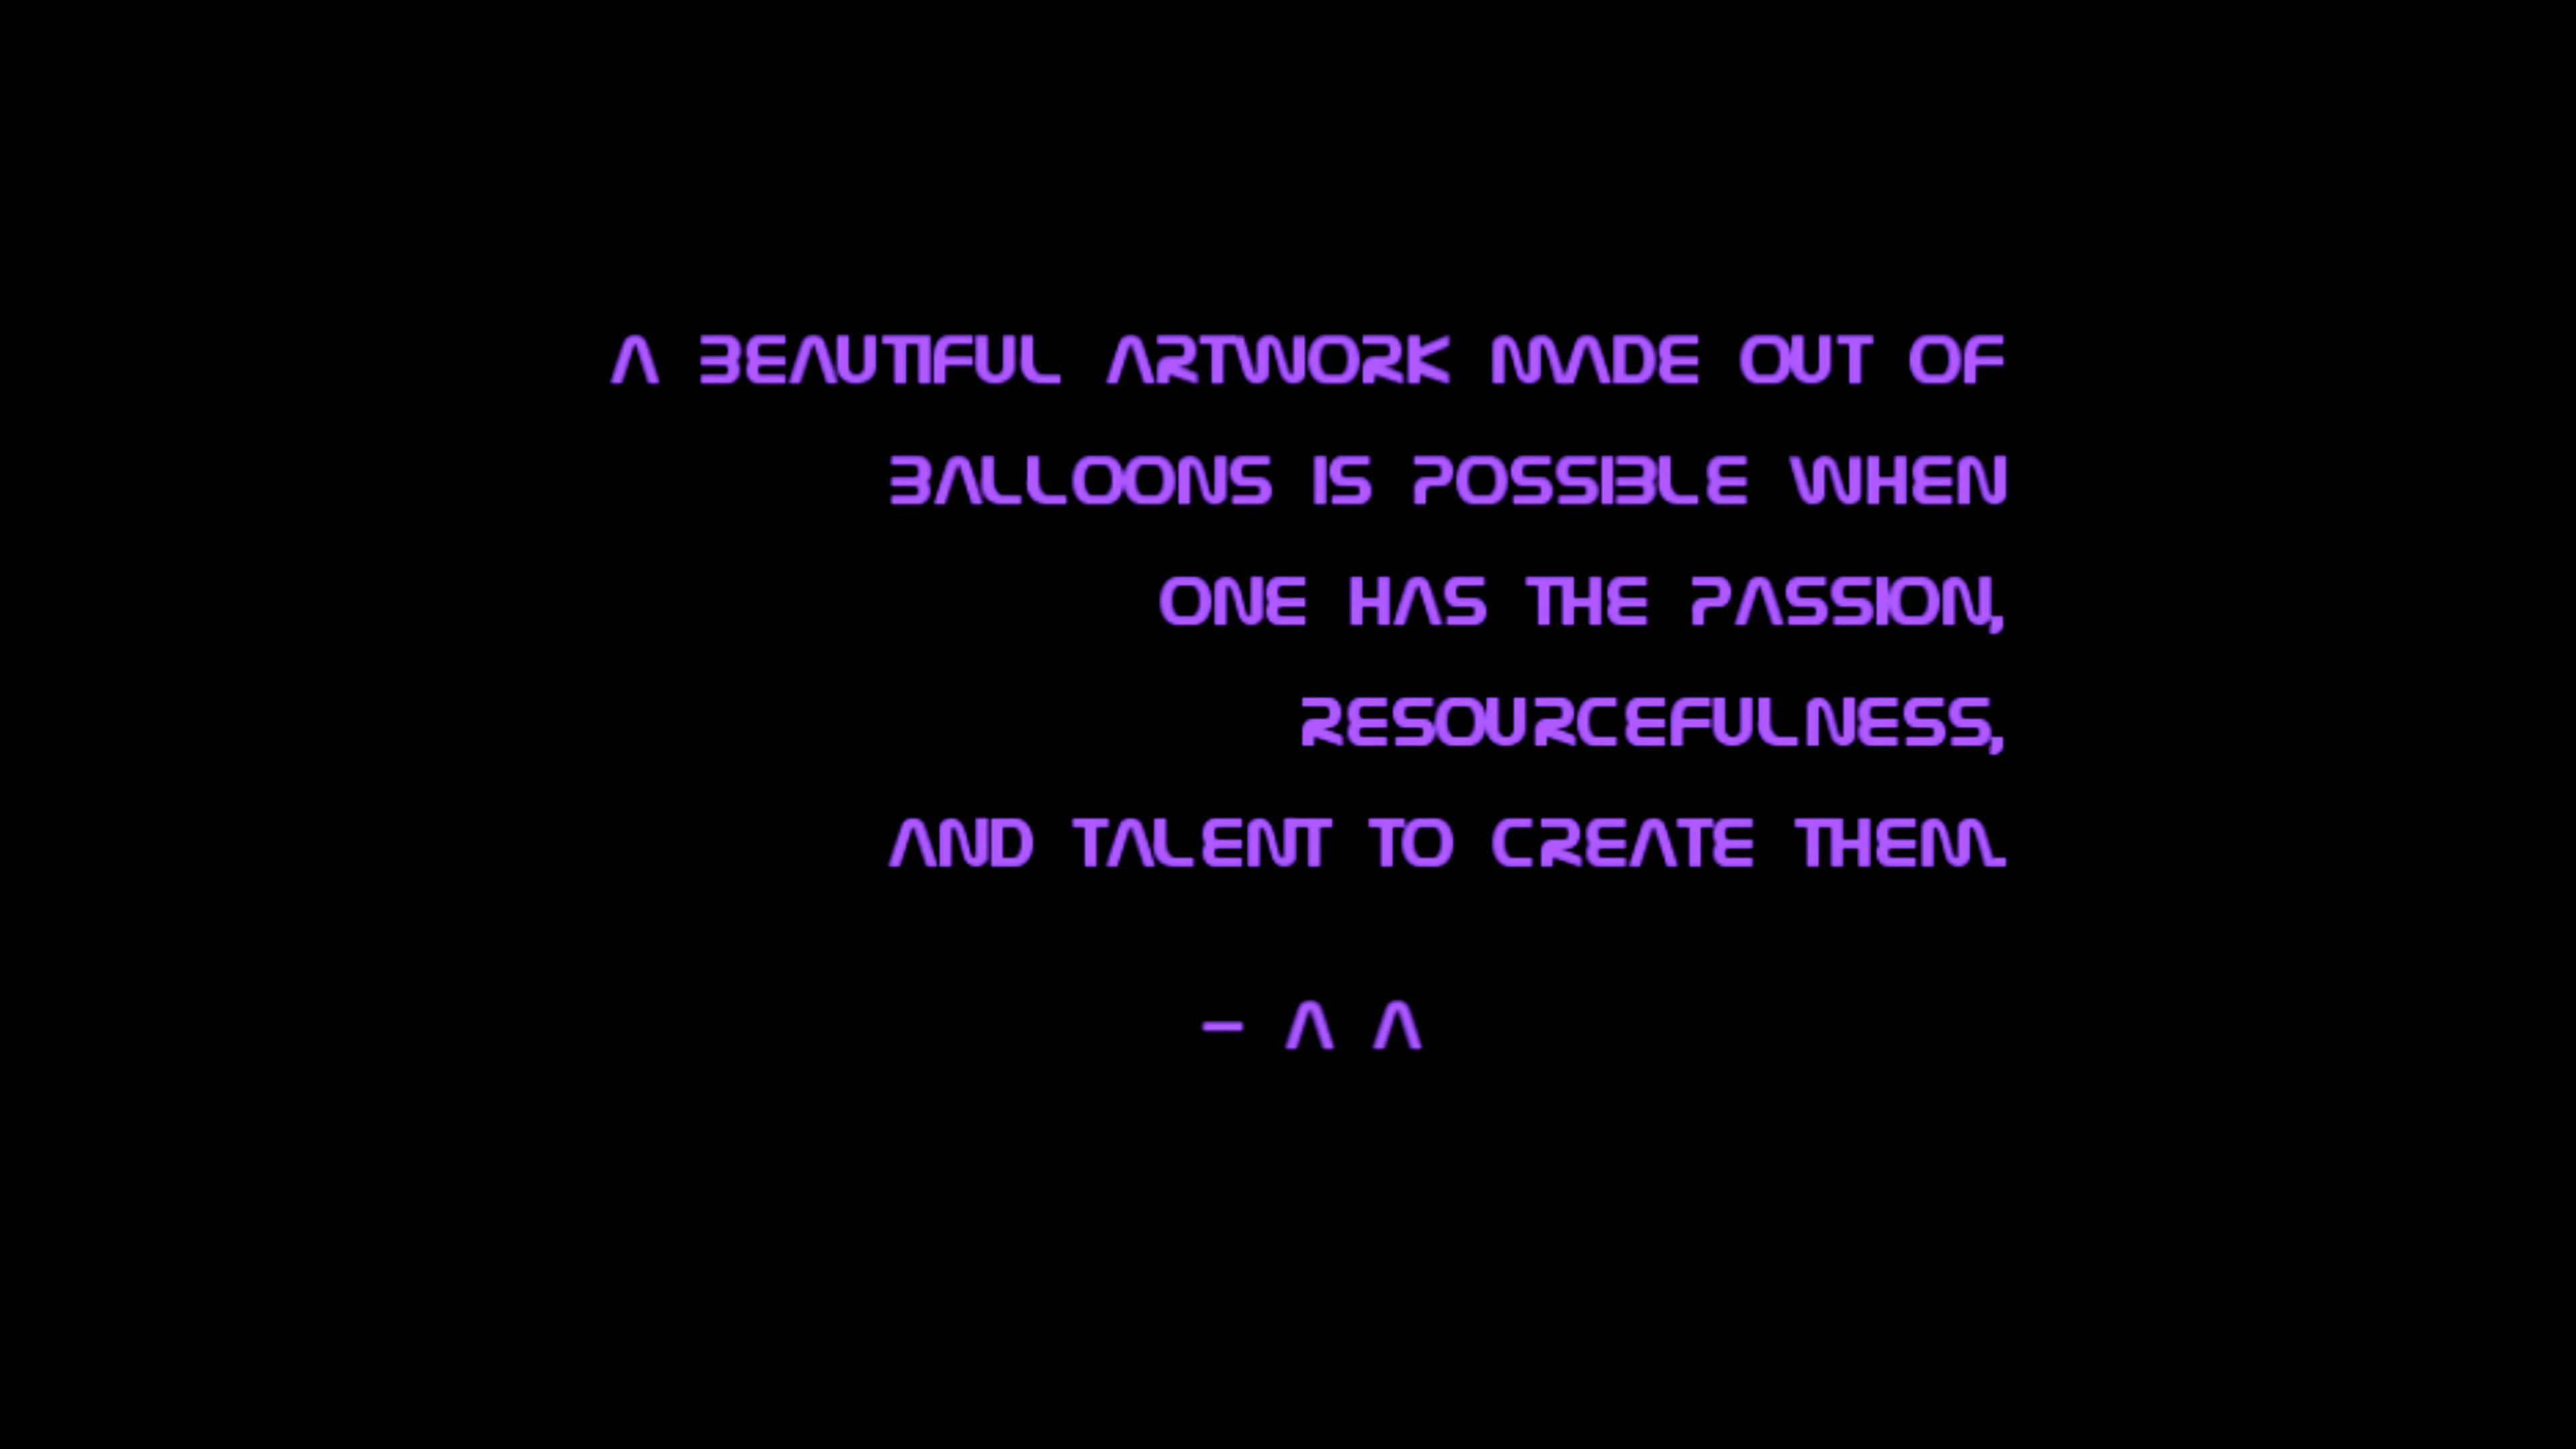 A BEAUTIFUL ARTWORK MADE OUT OF
BALLOONS IS POSSIBLE WHEN
ONE HAS THE PASSION,
RESOURCEFULNESS,
AND TALENT TO CREATE THEM.
- A A